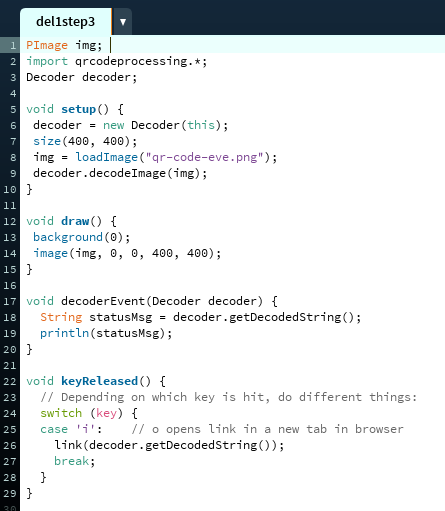 del1step3 ▼
1 PImage img;
2 import qrcodeprocessing.*;
3 Decoder decoder;
4
5 void setup() {
6 decoder = new Decoder(this);
7 size(400, 400);
8 img = loadImage("qr-code-eve.png");
9 decoder.decodeImage(img);
10 }
11
12 void draw() {
13 background(0);
14 image(img, 0, 0, 400, 400);
15 }
16
17 void decoderEvent(Decoder decoder) {
18 String statusMsg = decoder.getDecodedString();
19 println(statusMsg);
20 }
21
22 void keyReleased() {
23 // Depending on which key is hit, do different things:
24 switch (key) {
25 case 'i': // o opens link in a new tab in browser
26 link(decoder.getDecodedString());
27 break;
28 }
29 }
30